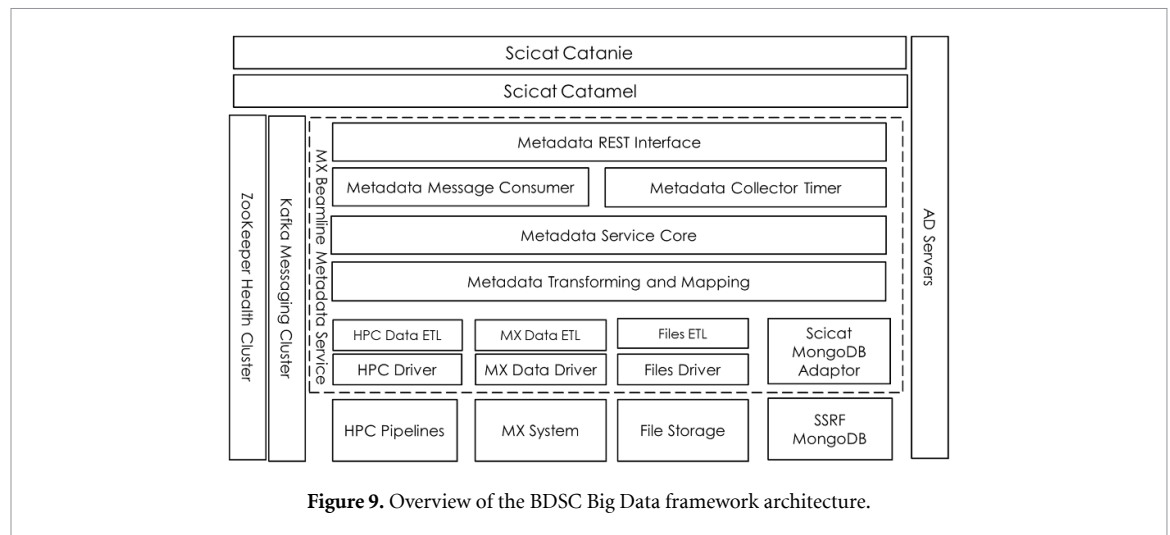 Scicat Catanie
Scicat Catamel
ZooKeeper Health Cluster
Kafka Messaging Cluster
MX Beamline Metadata Service
Metadata REST Interface
Metadata Message Consumer
Metadata Collector Timer
Metadata Service Core
Metadata Transforming and Mapping
HPC Data ETL
MX Data ETL
Files ETL
Scicat
MongoDB
Adaptor
HPC Driver
MX Data Driver
Files Driver
HPC Pipelines
MX System
File Storage
SSRF
MongoDB
AD Servers
Figure 9. Overview of the BDSC Big Data framework architecture.